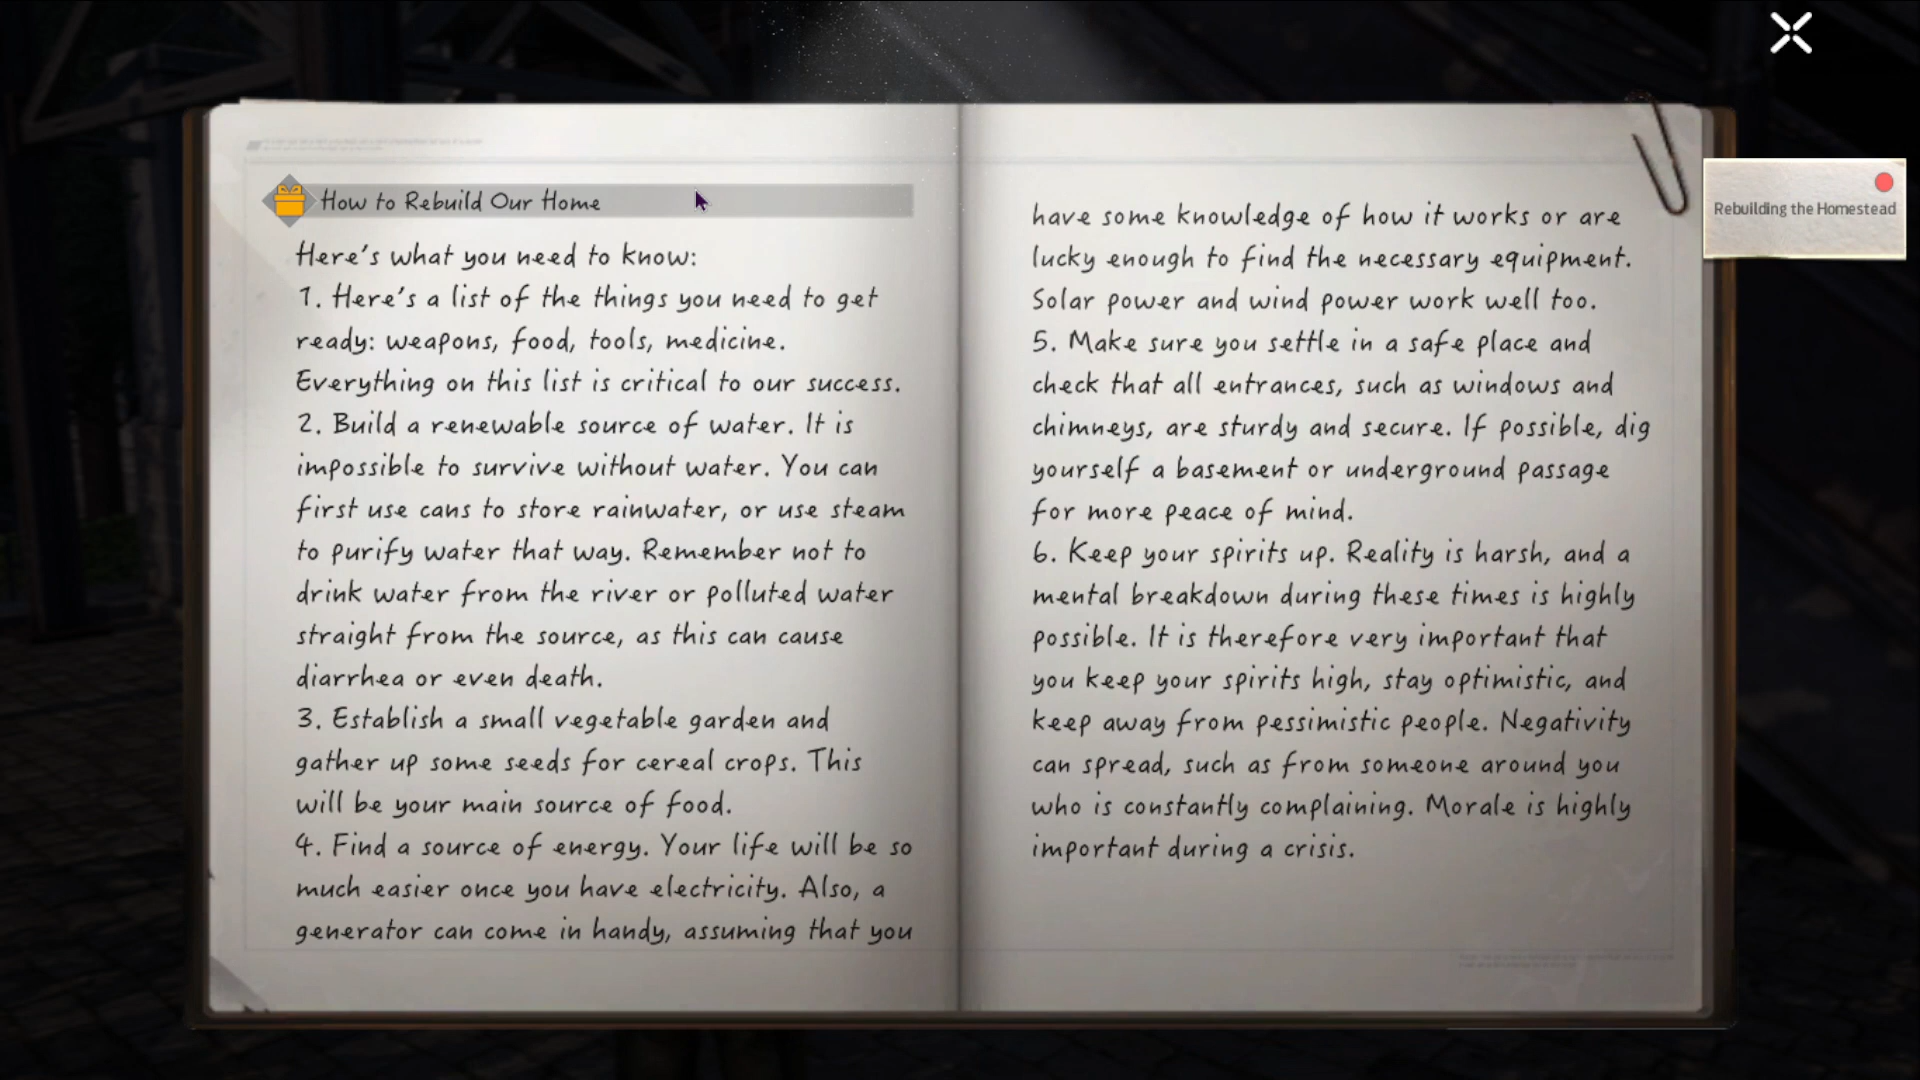 How to Rebuild Our Home
Here's what you need to know:
1. Here's a list of the things you need to get
ready: weapons, food, tools, medicine.
Everything on this list is critical to our success.
2. Build a renewable source of water. It is
impossible to survive without water. You can
first use cans to store rainwater, or use steam
to purify water that way. Remember not to
drink water from the river or polluted water
straight from the source, as this can cause
diarrhea or even death.
3. Establish a small vegetable garden and
gather up some seeds for cereal crops. This
will be your main source of food.
4. Find a source of energy. Your life will be so
much easier once you have electricity. Also, a
generator can come in handy, assuming that you
have some knowledge of how it works or are
lucky enough to find the necessary equipment.
Solar power and wind power work well too.
5. Make sure you settle in a safe place and
check that all entrances, such as windows and
chimneys, are sturdy and secure. If possible, dig
yourself a basement or underground passage
for more peace of mind.
6. Keep your spirits up. Reality is harsh, and a
mental breakdown during these times is highly
possible. It is therefore very important that
you keep your spirits high, stay optimistic, and
keep away from pessimistic people. Negativity
can spread, such as from someone around you
who is constantly complaining. Morale is highly
important during a crisis.
Rebuilding the Homestead